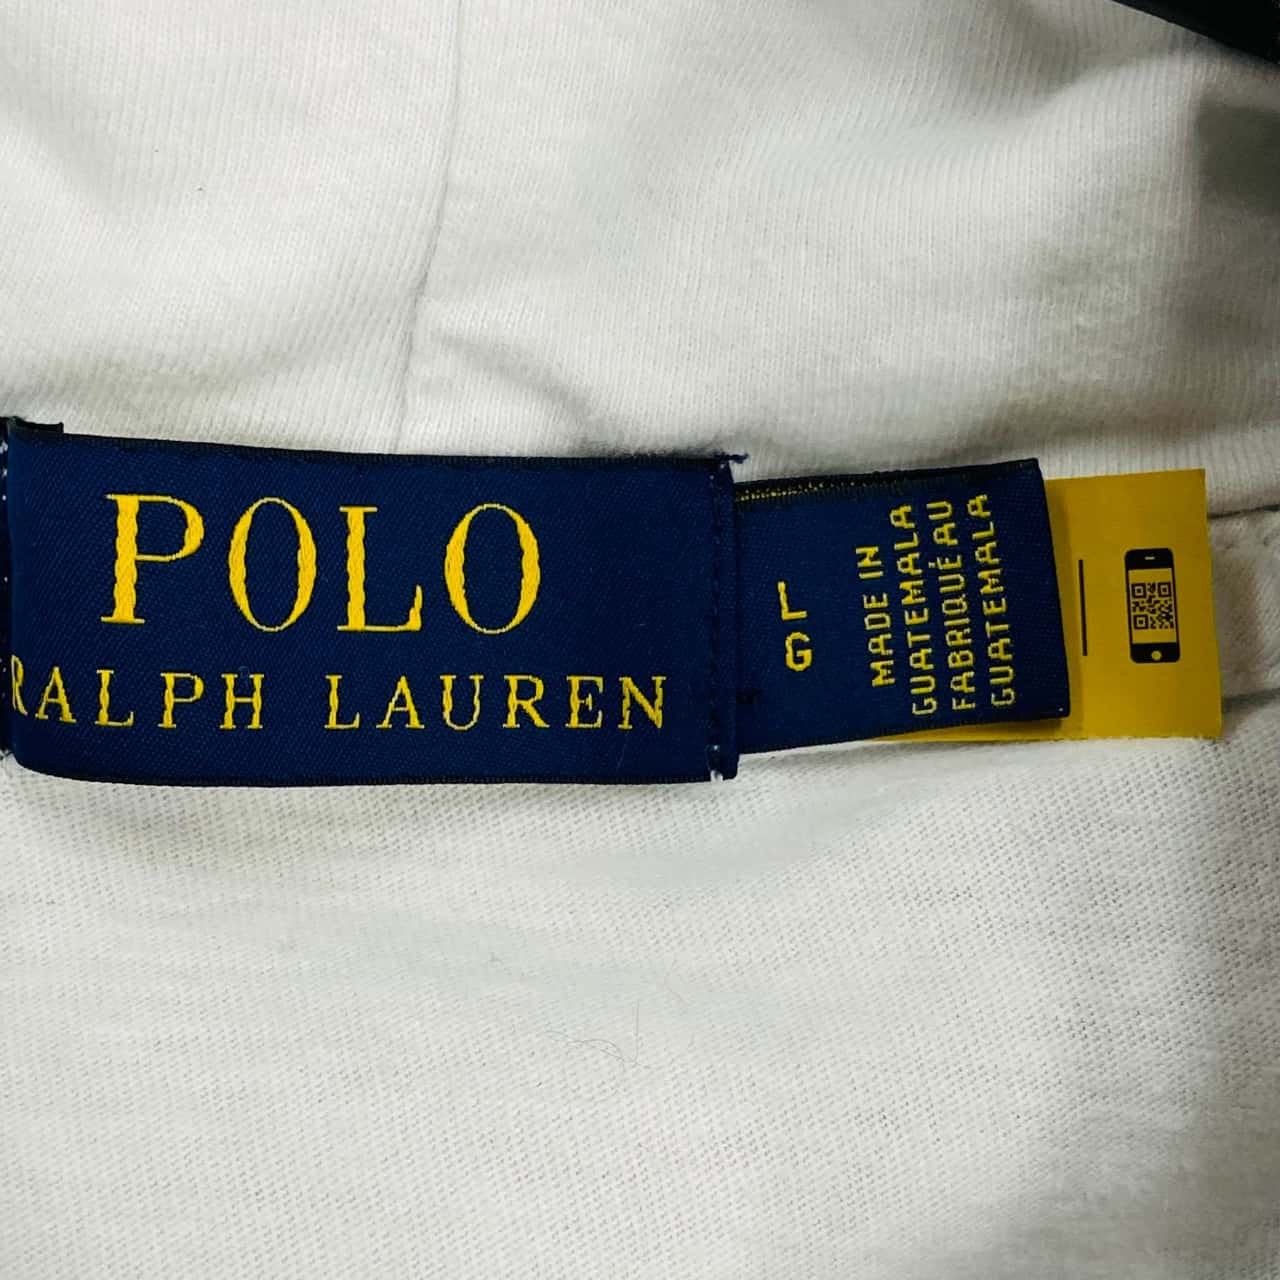 POLO
RALPH LAUREN
L
G
MADE IN
GUATEMALA
FABRIQUÉ AU
GUATEMALA